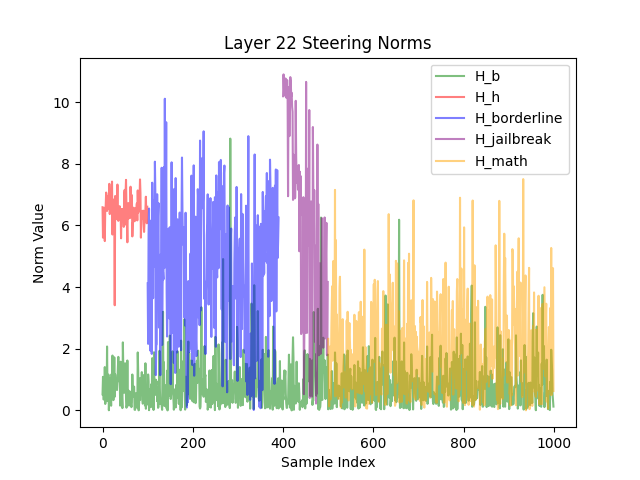 Layer 22 Steering Norms
H_b
H_h
H_borderline
H_jailbreak
H_math
Norm Value
10
8
6
4
2
0
0 200 400 600 800 1000
Sample Index